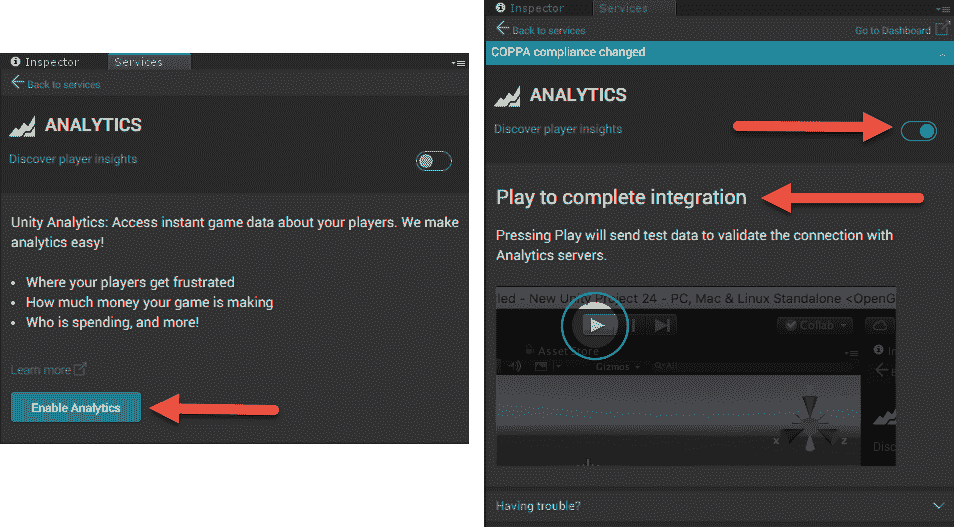 Inspector
Services
Back to services
ANALYTICS
Discover player insights
Unity Analytics: Access instant game data about your players. We make
analytics easy!
• Where your players get frustrated
• How much money your game is making
• Who is spending, and more!
Learn more
Enable Analytics
Inspector
Services
Back to services
Go to Dashboard
COPPA compliance changed
ANALYTICS
Discover player insights
Play to complete integration
Pressing Play will send test data to validate the connection with
Analytics servers.
tled - New Unity Project 24 - PC, Mac & Linux Standalone <OpenG
Collab
Asset Store
Gizmos
All
x
z
Having trouble?